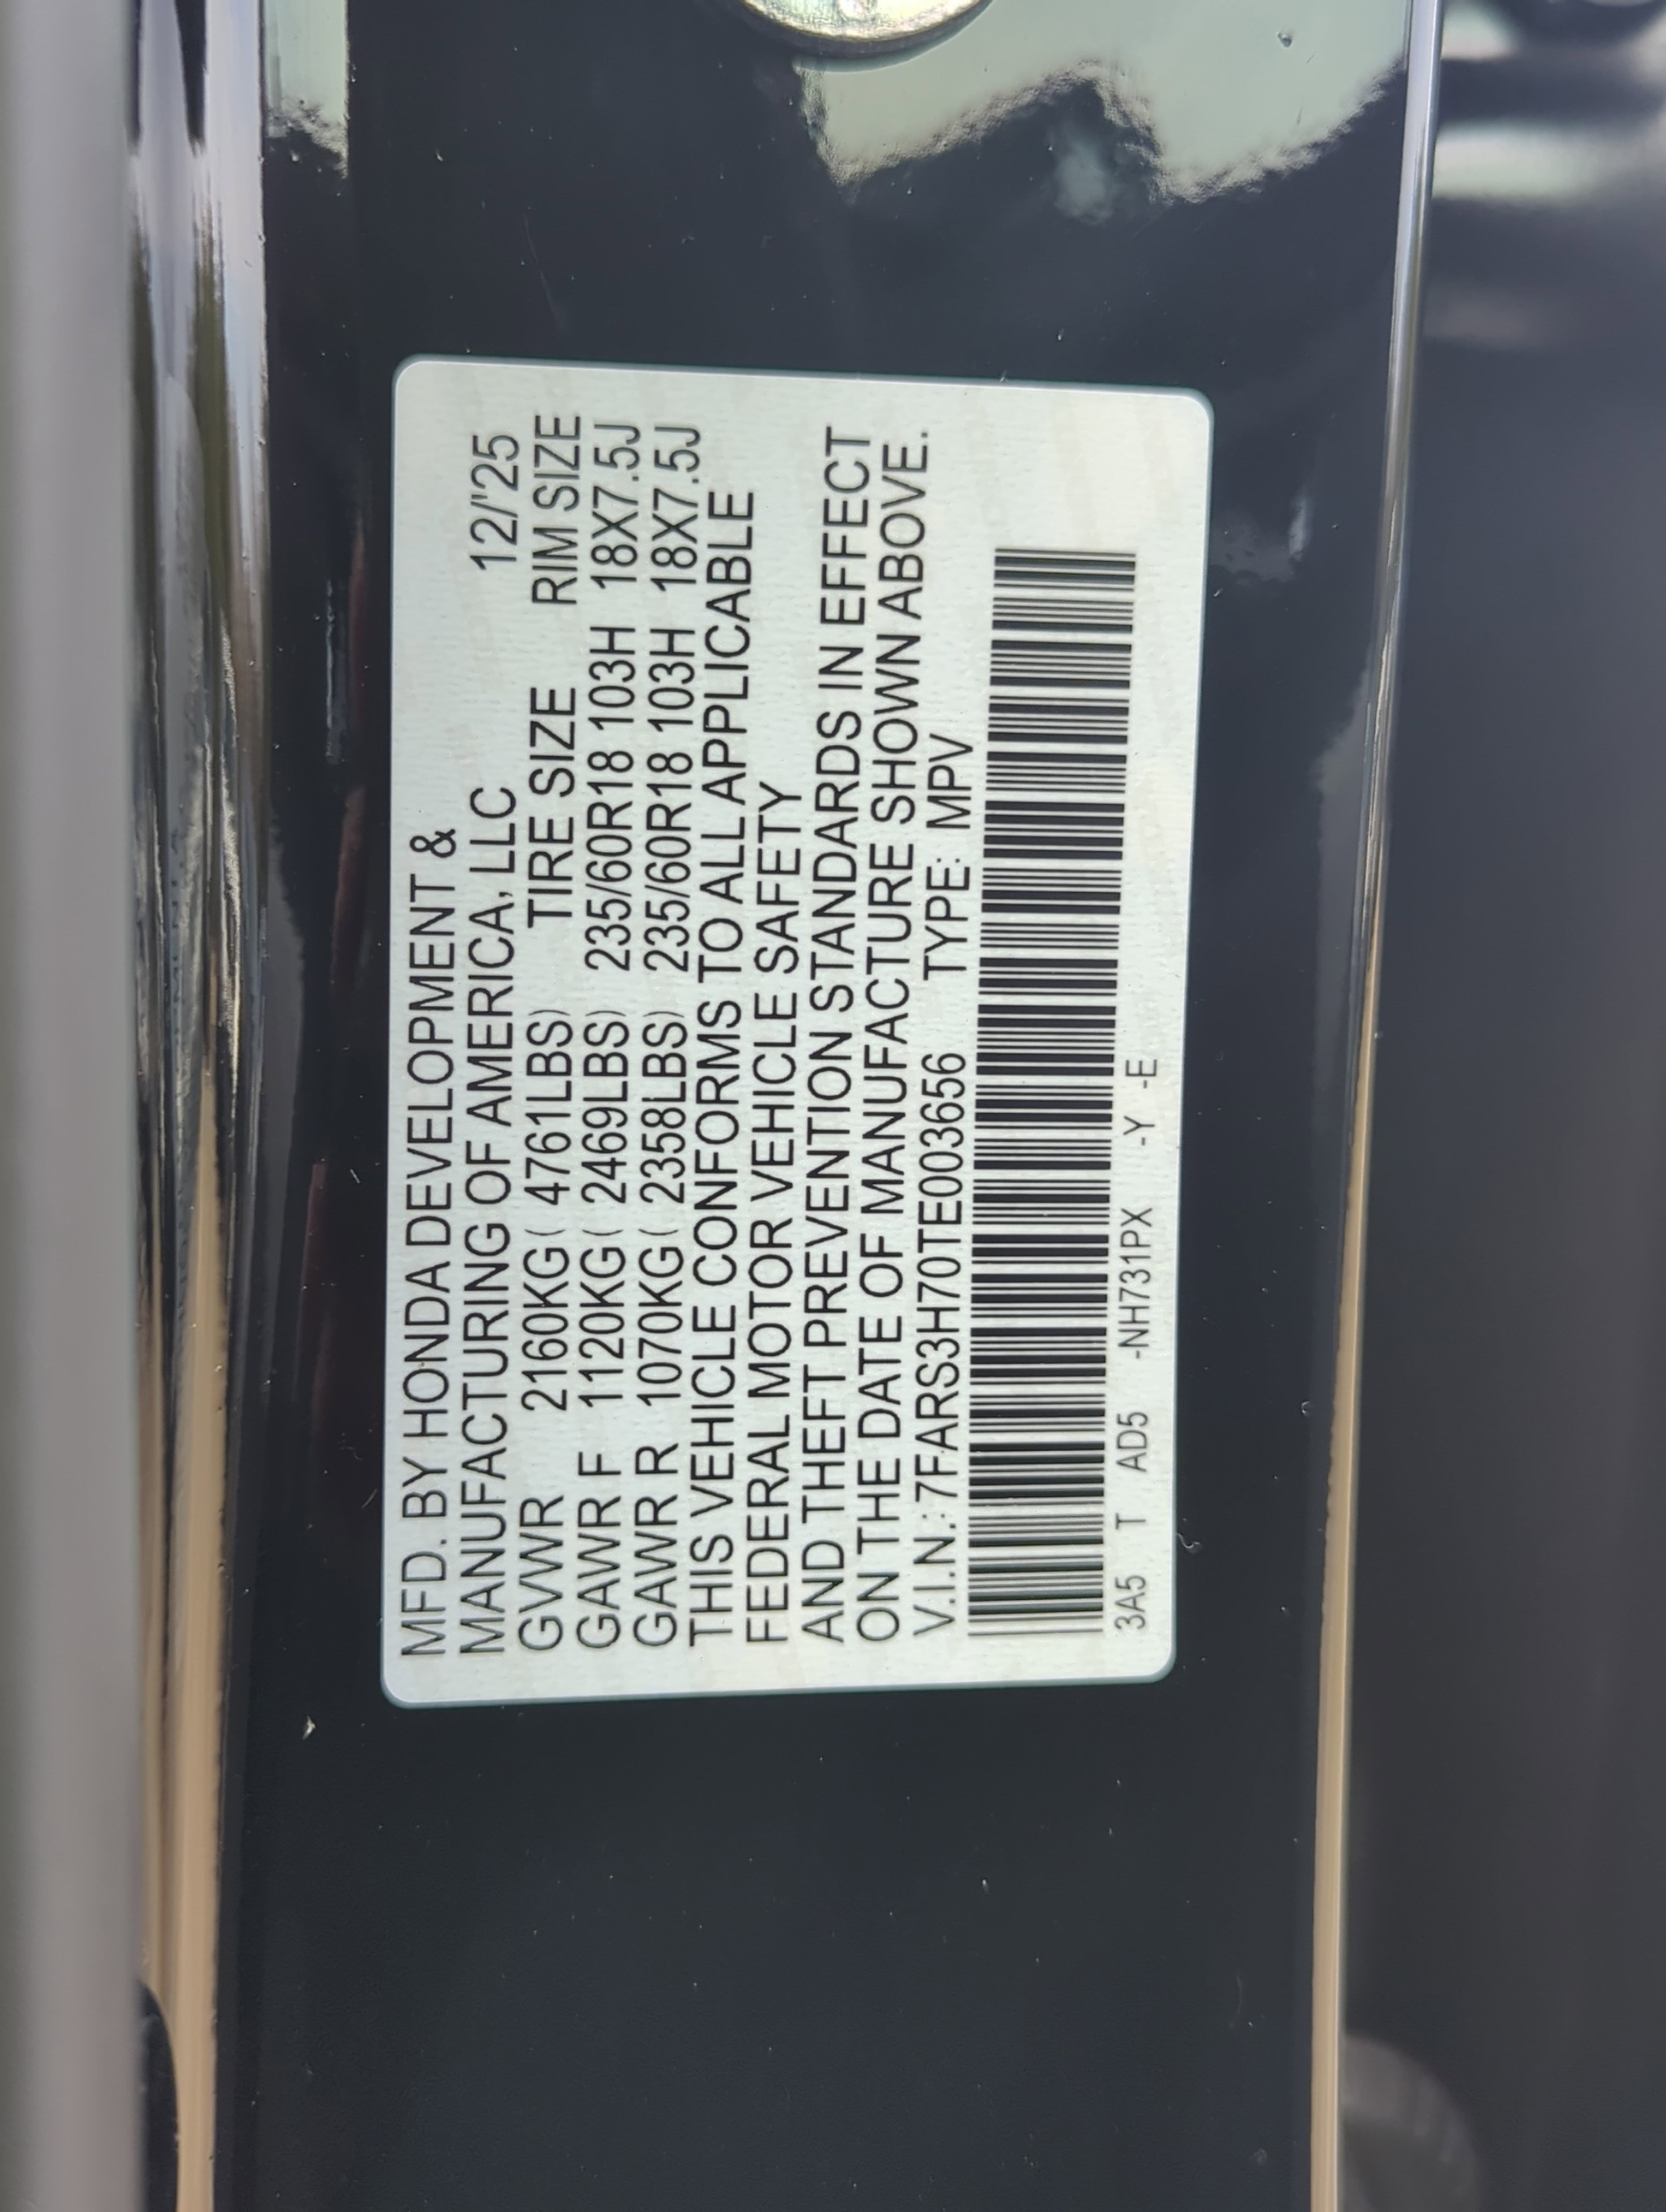 MFD. BY HONDA DEVELOPMENT &
MANUFACTURING OF AMERICA, LLC 12/'25
GVWR 2160KG( 4761LBS) TIRE SIZE RIM SIZE
GAWR F 1120KG( 2469LBS) 235/60R18 103H 18X7.5J
GAWR R 1070KG( 2358LBS) 235/60R18 103H 18X7.5J
THIS VEHICLE CONFORMS TO ALL APPLICABLE
FEDERAL MOTOR VEHICLE SAFETY
AND THEFT PREVENTION STANDARDS IN EFFECT
ON THE DATE OF MANUFACTURE SHOWN ABOVE.
V.I.N.: 7FARS3H70TE003656 TYPE: MPV
3A5 T AD5 -NH731PX -Y -E